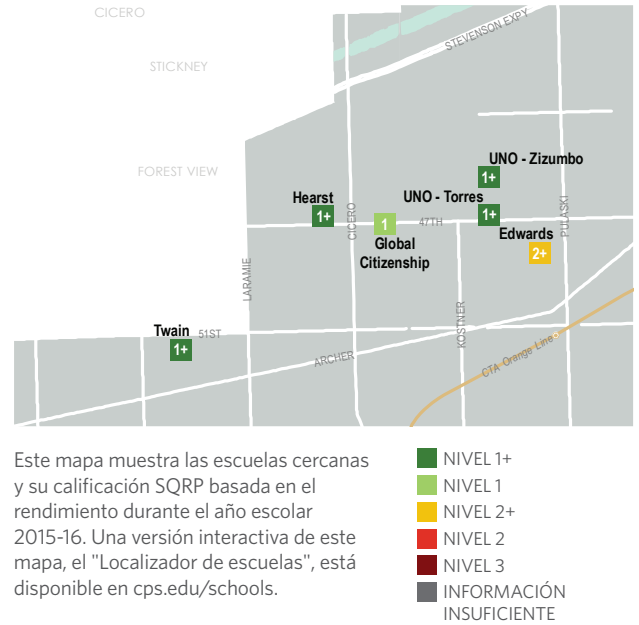 CICERO
STEVENSON EXPY
STICKNEY
FOREST VIEW
UNO - Zizumbo
1+
Hearst
1+
UNO - Torres
1+
CICERO
1
47TH
Global
Citizenship
Edwards
2+
PULASKI
LARAMIE
KOSTNER
Twain
1+
51ST
ARCHER
CTA Orange Line
Este mapa muestra las escuelas cercanas
y su calificación SQRP basada en el
rendimiento durante el año escolar
2015-16. Una versión interactiva de este
mapa, el "Localizador de escuelas", está
disponible en cps.edu/schools.
NIVEL 1+
NIVEL 1
NIVEL 2+
NIVEL 2
NIVEL 3
INFORMACIÓN
INSUFICIENTE